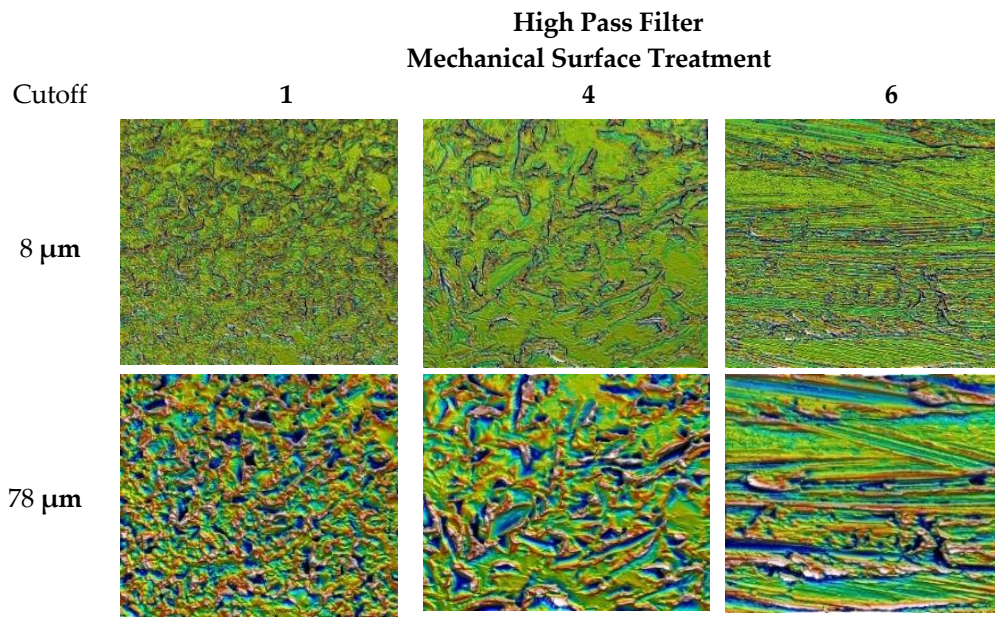 High Pass Filter
Mechanical Surface Treatment
Cutoff 1 4 6
8 μm
78 μm